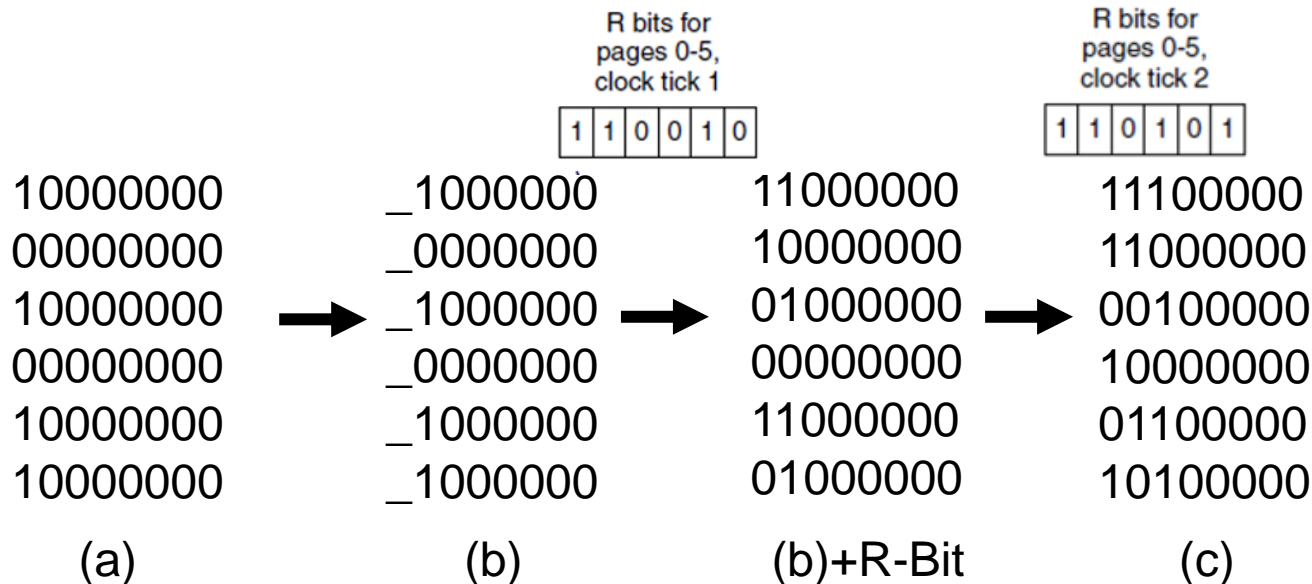 R bits for
pages 0-5,
clock tick 1
1 1 0 0 1 0
R bits for
pages 0-5,
clock tick 2
1 1 0 1 0 1
10000000 _1000000 11000000 11100000
00000000 _0000000 10000000 11000000
10000000 _1000000 01000000 00100000
00000000 _0000000 00000000 10000000
10000000 _1000000 11000000 01100000
10000000 _1000000 01000000 10100000
(a) (b) (b)+R-Bit (c)